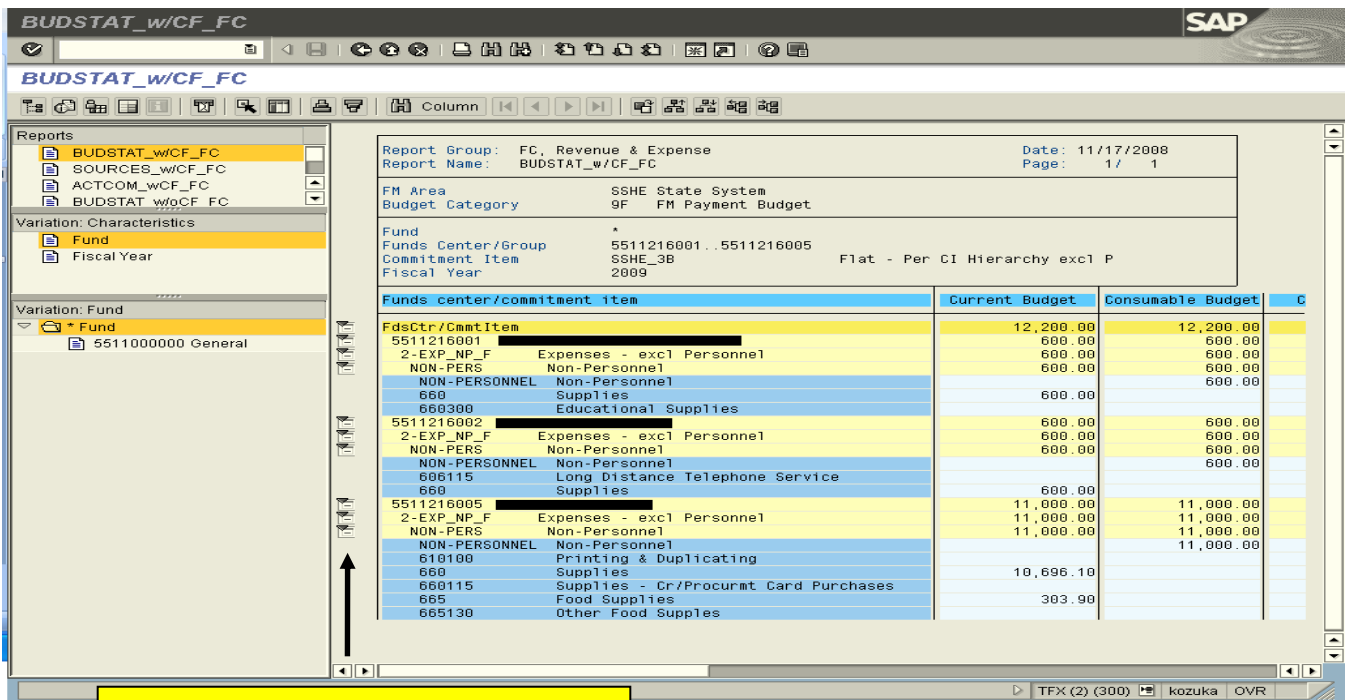 BUDSTAT_w/CF_FC
SAP
BUDSTAT_w/CF_FC
Column
Reports
BUDSTAT_w/CF_FC
SOURCES_w/CF_FC
ACTCOM_wCF_FC
BUDSTAT_w/oCF_FC
Variation: Characteristics
Fund
Fiscal Year
Variation: Fund
* Fund
5511000000 General
Report Group: FC, Revenue & Expense Date: 11/17/2008
Report Name: BUDSTAT_w/CF_FC Page: 1/ 1
FM Area SSHE State System
Budget Category 9F FM Payment Budget
Fund *
Funds Center/Group 5511216001..5511216005
Commitment Item SSHE_3B Flat - Per CI Hierarchy excl P
Fiscal Year 2009
Funds center/commitment item Current Budget Consumable Budget C
FdsCtr/CmmtItem 12,200.00 12,200.00
5511216001 600.00 600.00
2-EXP_NP_F Expenses - excl Personnel 600.00 600.00
NON-PERS Non-Personnel 600.00 600.00
NON-PERSONNEL Non-Personnel 600.00
660 Supplies 600.00
660300 Educational Supplies
5511216002 600.00 600.00
2-EXP_NP_F Expenses - excl Personnel 600.00 600.00
NON-PERS Non-Personnel 600.00 600.00
NON-PERSONNEL Non-Personnel 600.00
606115 Long Distance Telephone Service
660 Supplies 600.00
5511216005 11,000.00 11,000.00
2-EXP_NP_F Expenses - excl Personnel 11,000.00 11,000.00
NON-PERS Non-Personnel 11,000.00 11,000.00
NON-PERSONNEL Non-Personnel 11,000.00
610100 Printing & Duplicating
660 Supplies 10,696.10
660115 Supplies - Cr/Procurmt Card Purchases
665 Food Supplies 303.90
665130 Other Food Supples
TFX (2) (300) kozuka OVR